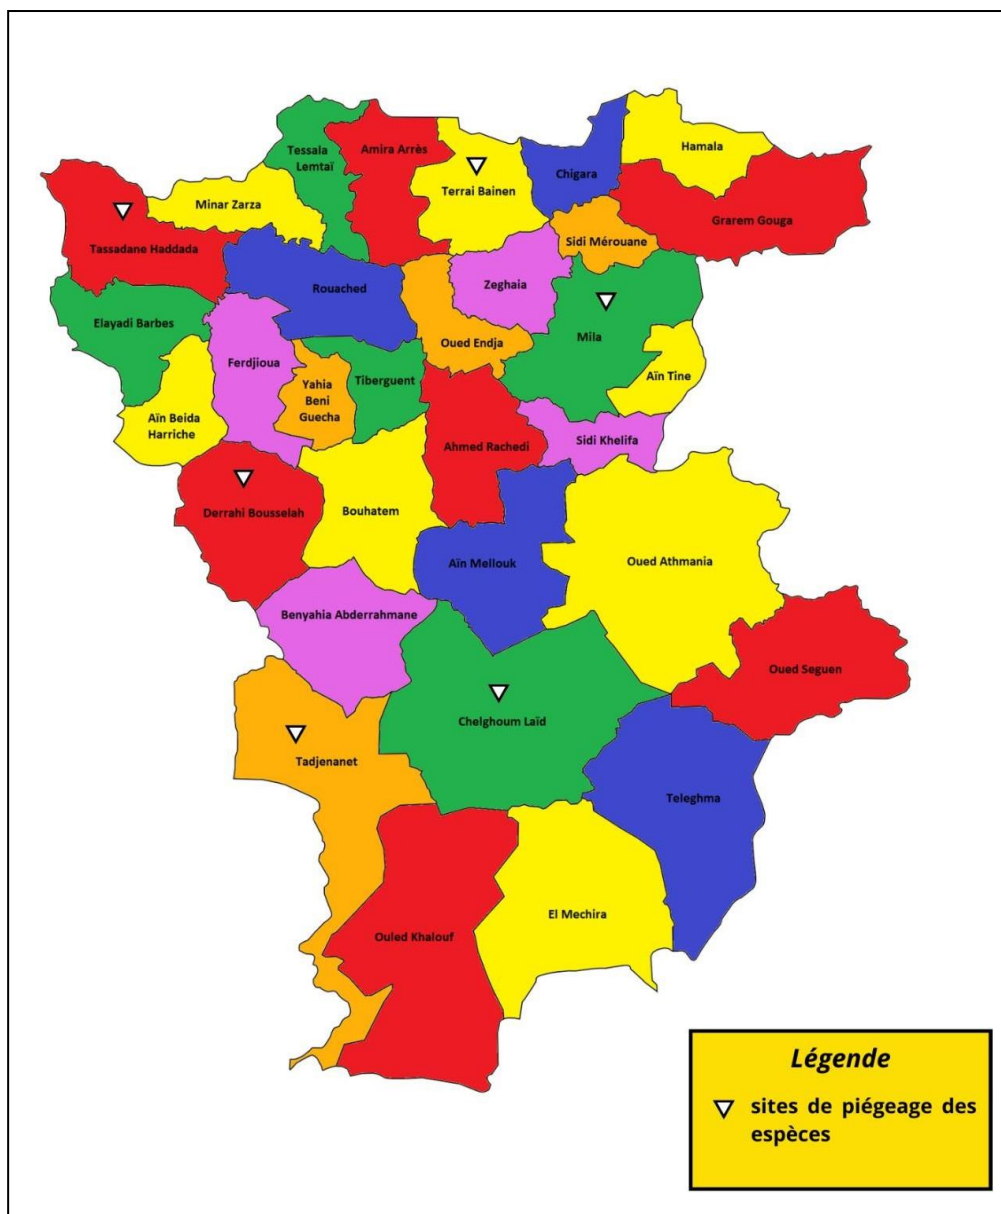 Tessala
Lemtaï
Amira Arrès
Hamala
Terrai Bainen
Chigara
Minar Zarza
Grarem Gouga
Tassadane Haddada
Sidi Mérouane
Rouached
Zeghaia
Elayadi Barbes
Mila
Oued Endja
Ferdjioua
Aïn Tine
Yahia
Beni
Guecha
Tiberguent
Aïn Beida
Harriche
Ahmed Rachedi
Sidi Khelifa
Derrahi Bousselah
Bouhatem
Aïn Mellouk
Oued Athmania
Benyahia Abderrahmane
Oued Seguen
Chelghoum Laïd
Tadjenanet
Teleghma
El Mechira
Ouled Khalouf
Légende
sites de piégeage des
espèces